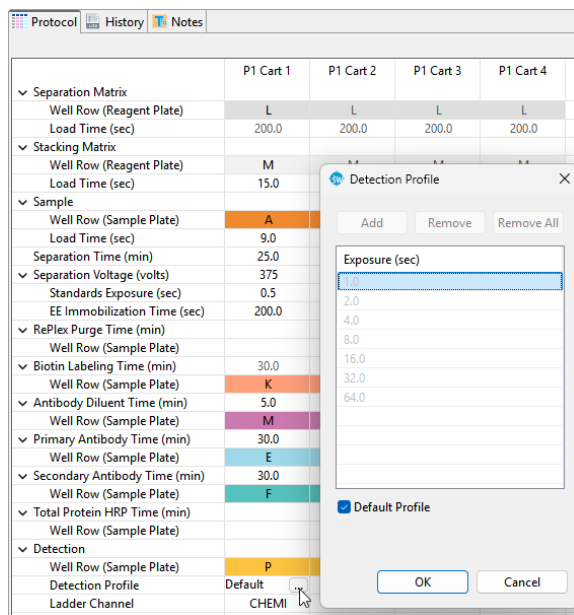 Protocol History Notes
P1 Cart 1 P1 Cart 2 P1 Cart 3 P1 Cart 4
Separation Matrix
Well Row (Reagent Plate) L L L L
Load Time (sec) 200.0 200.0 200.0 200.0
Stacking Matrix
Well Row (Reagent Plate) M M M M
Load Time (sec) 15.0
Sample
Well Row (Sample Plate) A
Load Time (sec) 9.0
Separation Time (min) 25.0
Separation Voltage (volts) 375
Standards Exposure (sec) 0.5
EE Immobilization Time (sec) 200.0
RePlex Purge Time (min)
Well Row (Sample Plate)
Biotin Labeling Time (min) 30.0
Well Row (Sample Plate) K
Antibody Diluent Time (min) 5.0
Well Row (Sample Plate) M
Primary Antibody Time (min) 30.0
Well Row (Sample Plate) E
Secondary Antibody Time (min) 30.0
Well Row (Sample Plate) F
Total Protein HRP Time (min)
Well Row (Sample Plate)
Detection
Well Row (Sample Plate) P
Detection Profile Default ...
Ladder Channel CHEMI
SW Detection Profile
Add Remove Remove All
Exposure (sec)
1.0
2.0
4.0
8.0
16.0
32.0
64.0
Default Profile
OK Cancel